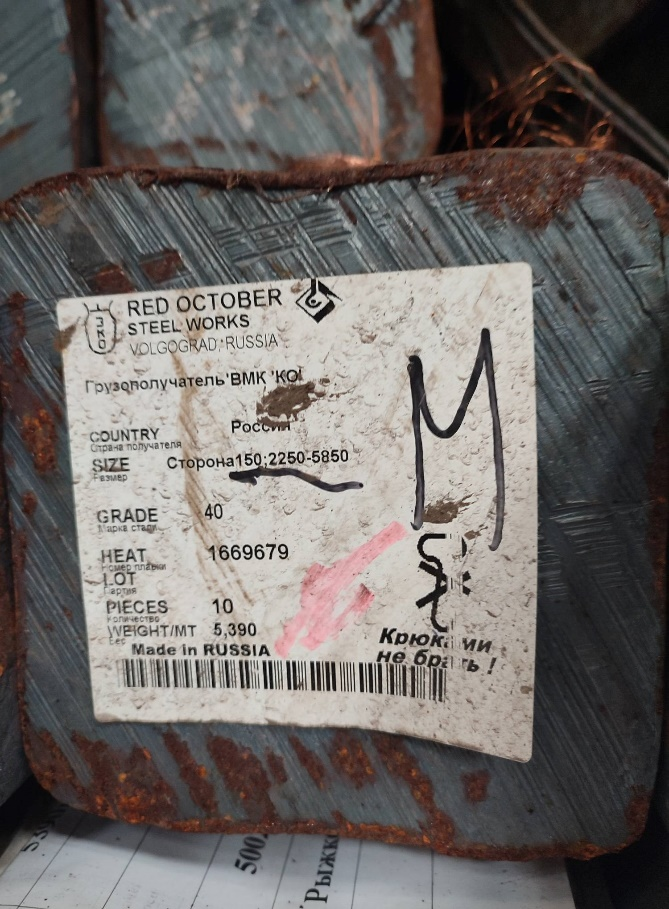 RED OCTOBER
STEEL WORKS
VOLGOGRAD, RUSSIA
Грузополучатель'ВМК 'КО'
Россия
COUNTRY
Страна получателя
SIZE Сторона150;2250-5850
Размер
GRADE 40
Марка стали
HEAT 1669679
Номер плавки
LOT
Партия
PIECES 10
Количество
WEIGHT/MT 5,390
Вес
Made in RUSSIA
Крюками
не брать !
M